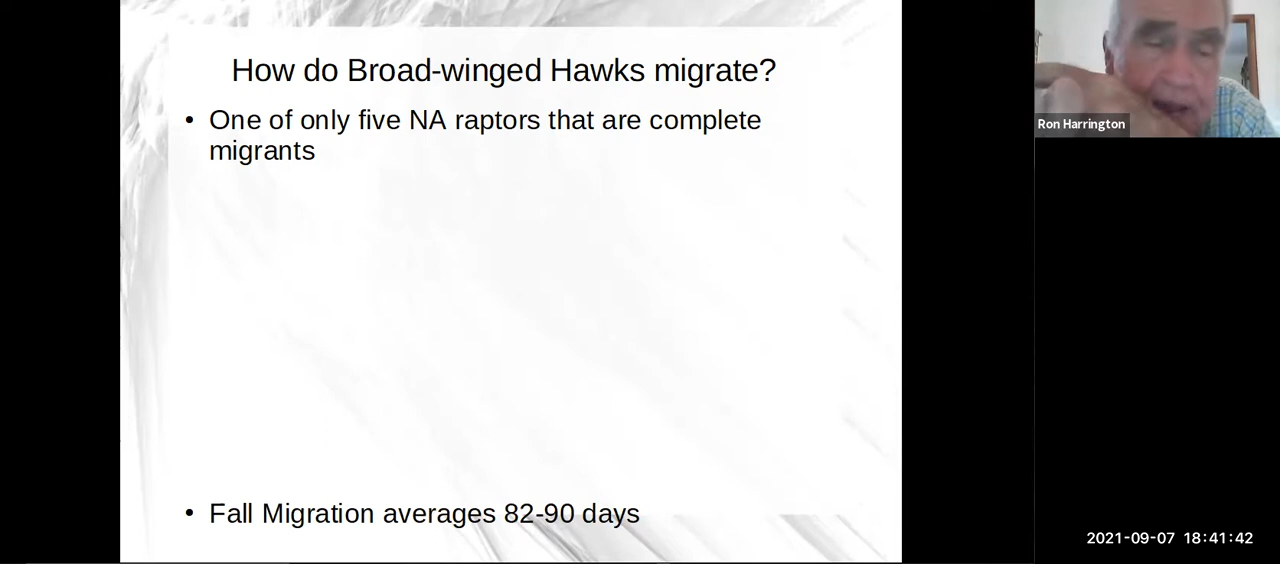 How do Broad-winged Hawks migrate?
• One of only five NA raptors that are complete
migrants
• Fall Migration averages 82-90 days
Ron Harrington
2021-09-07 18:41:42